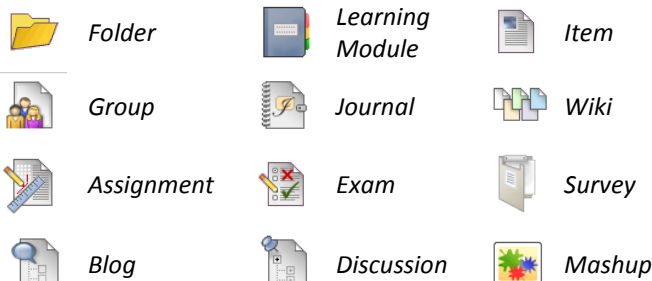 Folder
Learning
Module
Item
Group
Journal
Wiki
Assignment
Exam
Survey
Blog
Discussion
Mashup